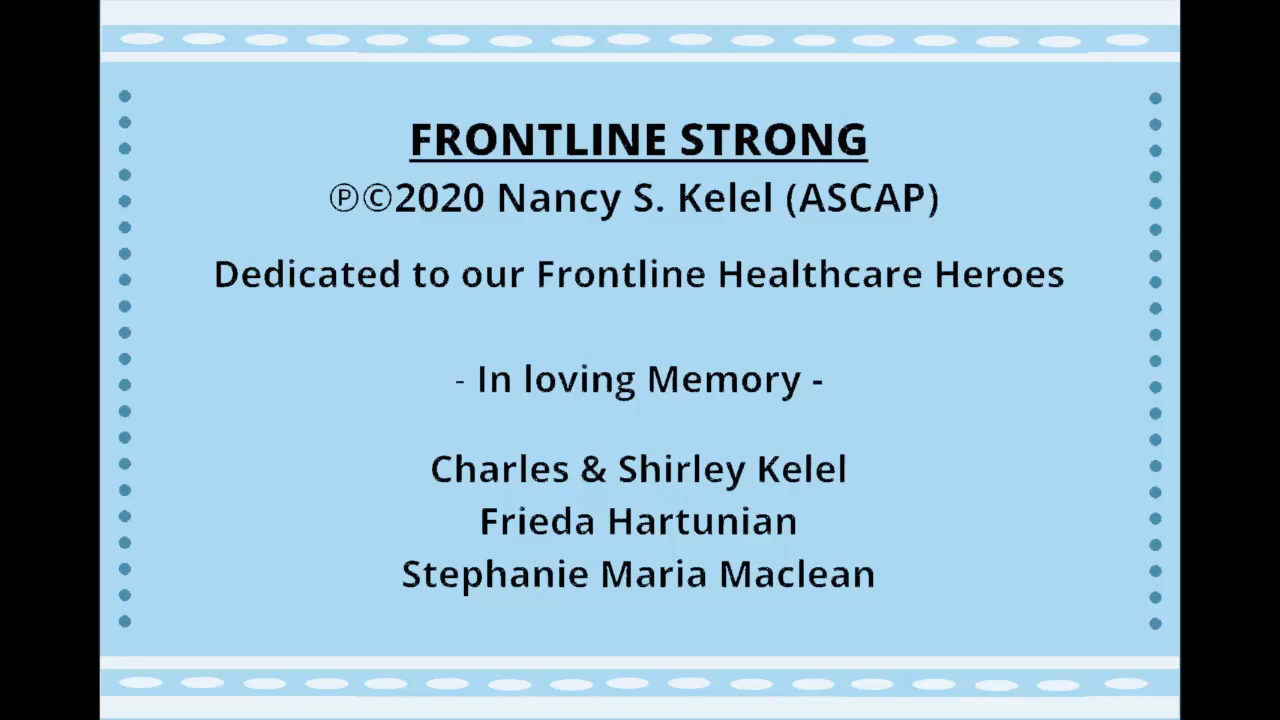 FRONTLINE STRONG
℗©2020 Nancy S. Kelel (ASCAP)
Dedicated to our Frontline Healthcare Heroes
- In loving Memory -
Charles & Shirley Kelel
Frieda Hartunian
Stephanie Maria Maclean